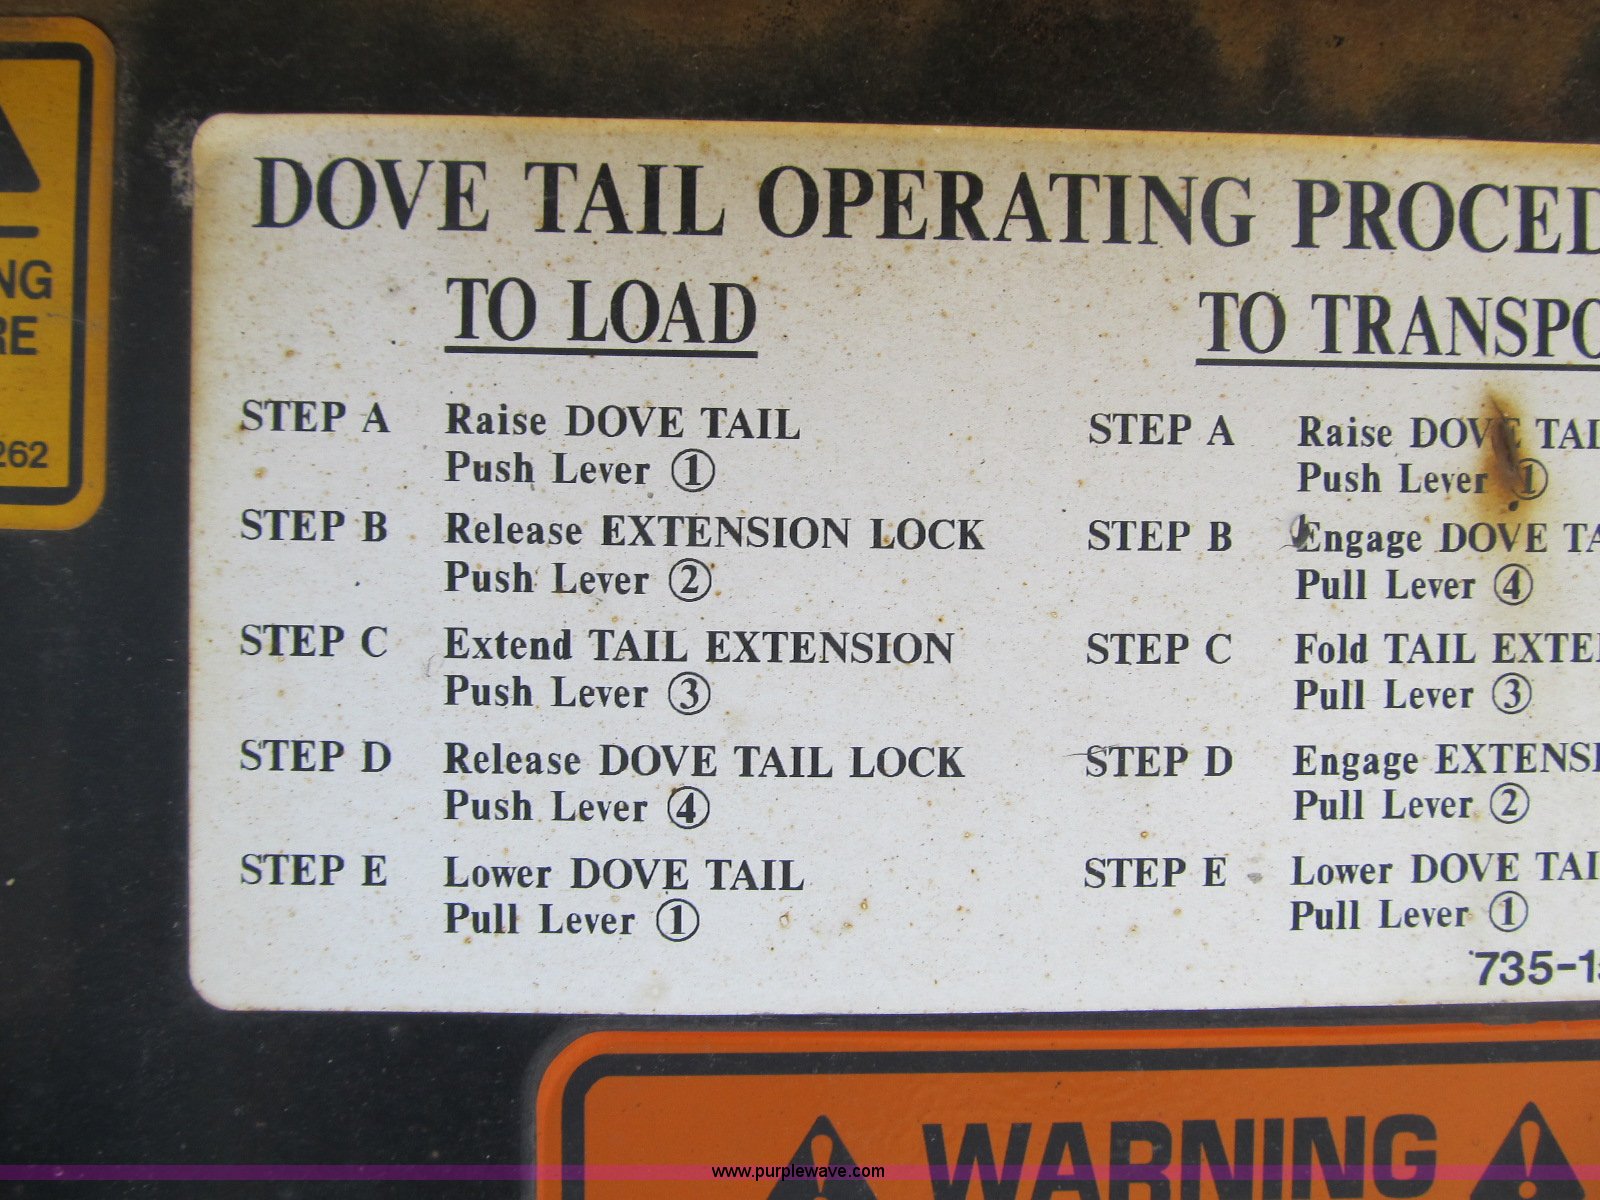 DOVE TAIL OPERATING PROCED
TO LOAD
STEP A Raise DOVE TAIL
Push Lever ①
STEP B Release EXTENSION LOCK
Push Lever ②
STEP C Extend TAIL EXTENSION
Push Lever ③
STEP D Release DOVE TAIL LOCK
Push Lever ④
STEP E Lower DOVE TAIL
Pull Lever ①
TO TRANSPO
STEP A Raise DOVE TAI
Push Lever ①
STEP B Engage DOVE TA
Pull Lever ④
STEP C Fold TAIL EXTE
Pull Lever ③
STEP D Engage EXTENSI
Pull Lever ②
STEP E Lower DOVE TAI
Pull Lever ①
735-1
NG
RE
262
WARNING
www.purplewave.com